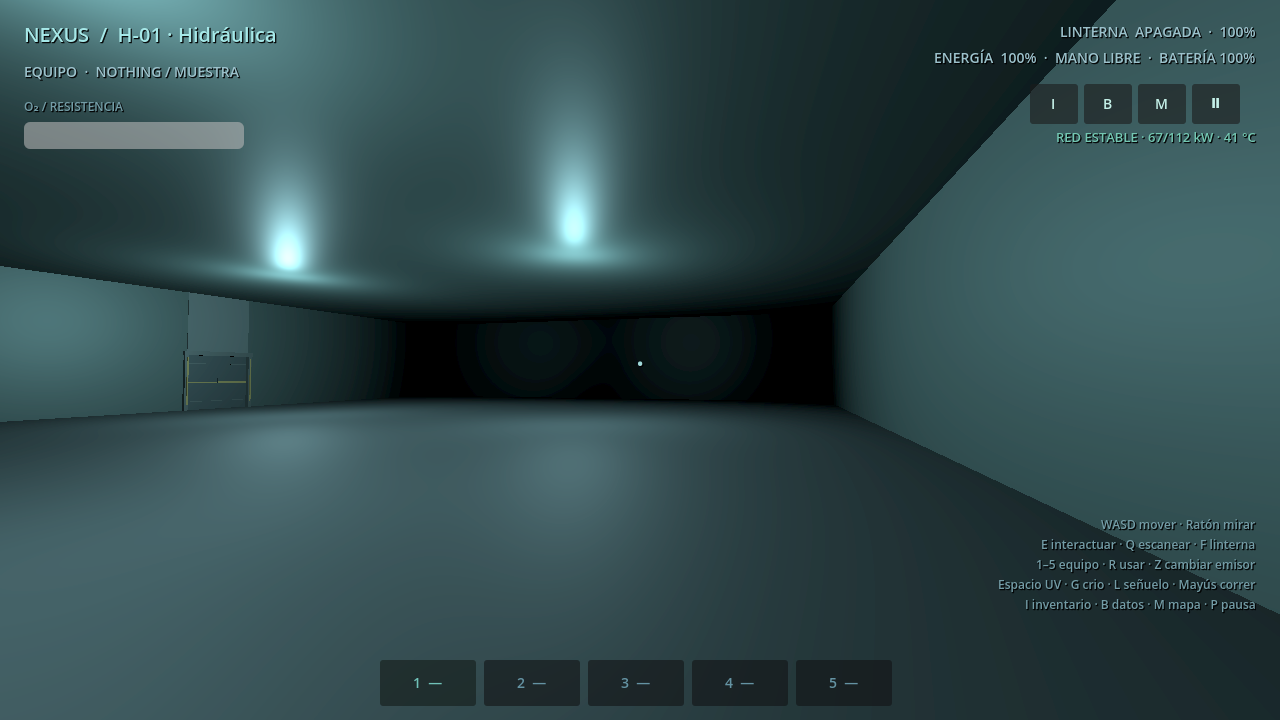 NEXUS / H-01 · Hidráulica
EQUIPO · NOTHING / MUESTRA
O₂ / RESISTENCIA
LINTERNA APAGADA · 100%
ENERGÍA 100% · MANO LIBRE · BATERÍA 100%
I B M II
RED ESTABLE · 67/112 kW · 41 °C
WASD mover · Ratón mirar
E interactuar · Q escanear · F linterna
1–5 equipo · R usar · Z cambiar emisor
Espacio UV · G crio · L señuelo · Mayús correr
I inventario · B datos · M mapa · P pausa
1 — 2 — 3 — 4 — 5 —